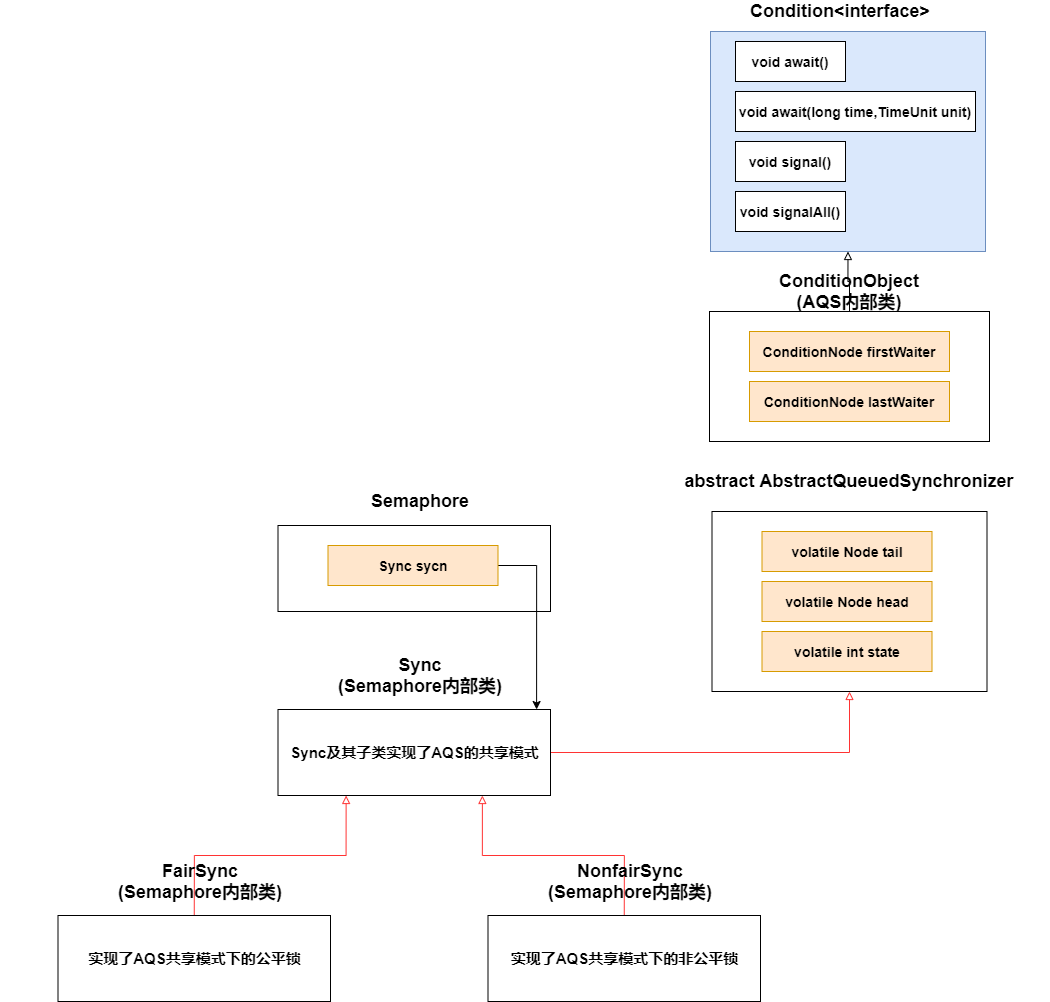 Condition<interface>
void await()
void await(long time,TimeUnit unit)
void signal()
void signalAll()
ConditionObject
(AQS内部类)
ConditionNode firstWaiter
ConditionNode lastWaiter
abstract AbstractQueuedSynchronizer
volatile Node tail
volatile Node head
volatile int state
Semaphore
Sync sycn
Sync
(Semaphore内部类)
Sync及其子类实现了AQS的共享模式
FairSync
(Semaphore内部类)
实现了AQS共享模式下的公平锁
NonfairSync
(Semaphore内部类)
实现了AQS共享模式下的非公平锁